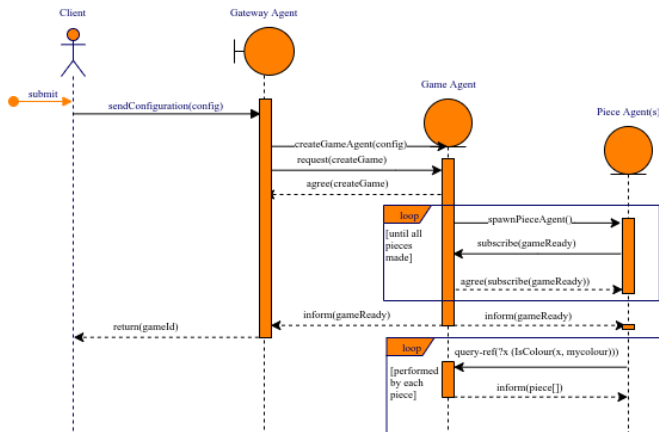 Client
Gateway Agent
Game Agent
Piece Agent(s)
submit
sendConfiguration(config)
createGameAgent(config)
request(createGame)
agree(createGame)
loop
[until all
pieces
made]
spawnPieceAgent()
subscribe(gameReady)
agree(subscribe(gameReady))
inform(gameReady)
inform(gameReady)
return(gameId)
loop
[performed
by each
piece]
query-ref(?x (IsColour(x, mycolour)))
inform(piece[])